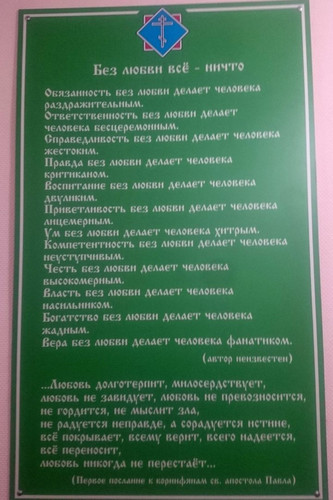 Без любви всё - ничто
Обязанность без любви делает человека
раздражительным.
Ответственность без любви делает
человека бесцеремонным.
Справедливость без любви делает человека
жестоким.
Правда без любви делает человека
критиканом.
Воспитание без любви делает человека
двуликим.
Приветливость без любви делает человека
лицемерным.
Ум без любви делает человека хитрым.
Компетентность без любви делает человека
неуступчивым.
Честь без любви делает человека
высокомерным.
Власть без любви делает человека
насильником.
Богатство без любви делает человека
жадным.
Вера без любви делает человека фанатиком.
(автор неизвестен)
...Любовь долготерпит, милосердствует,
любовь не завидует, любовь не превозносится,
не гордится, не мыслит зла,
не радуется неправде, а сорадуется истине,
всё покрывает, всему верит, всего надеется,
всё переносит,
любовь никогда не перестаёт...
(Первое послание к коринфянам св. апостола Павла)